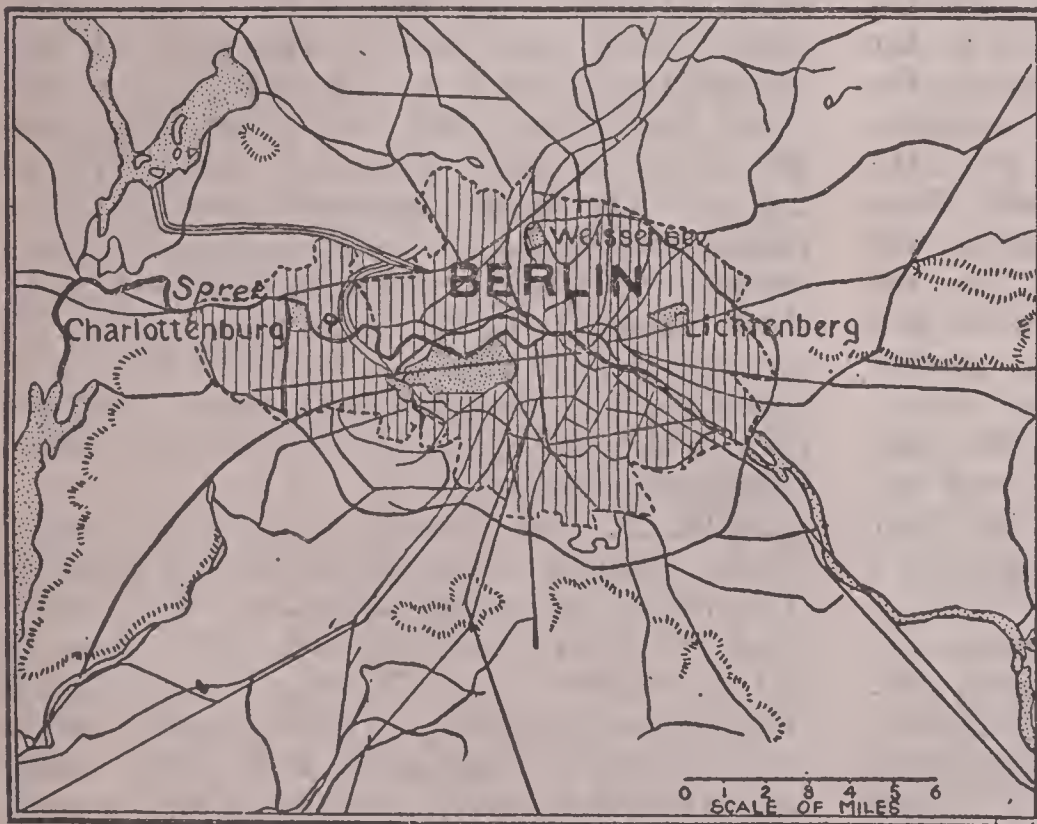 Weissensee
BERLIN
Spree
Charlottenburg
Lichtenberg
0 1 2 3 4 5 6
SCALE OF MILES